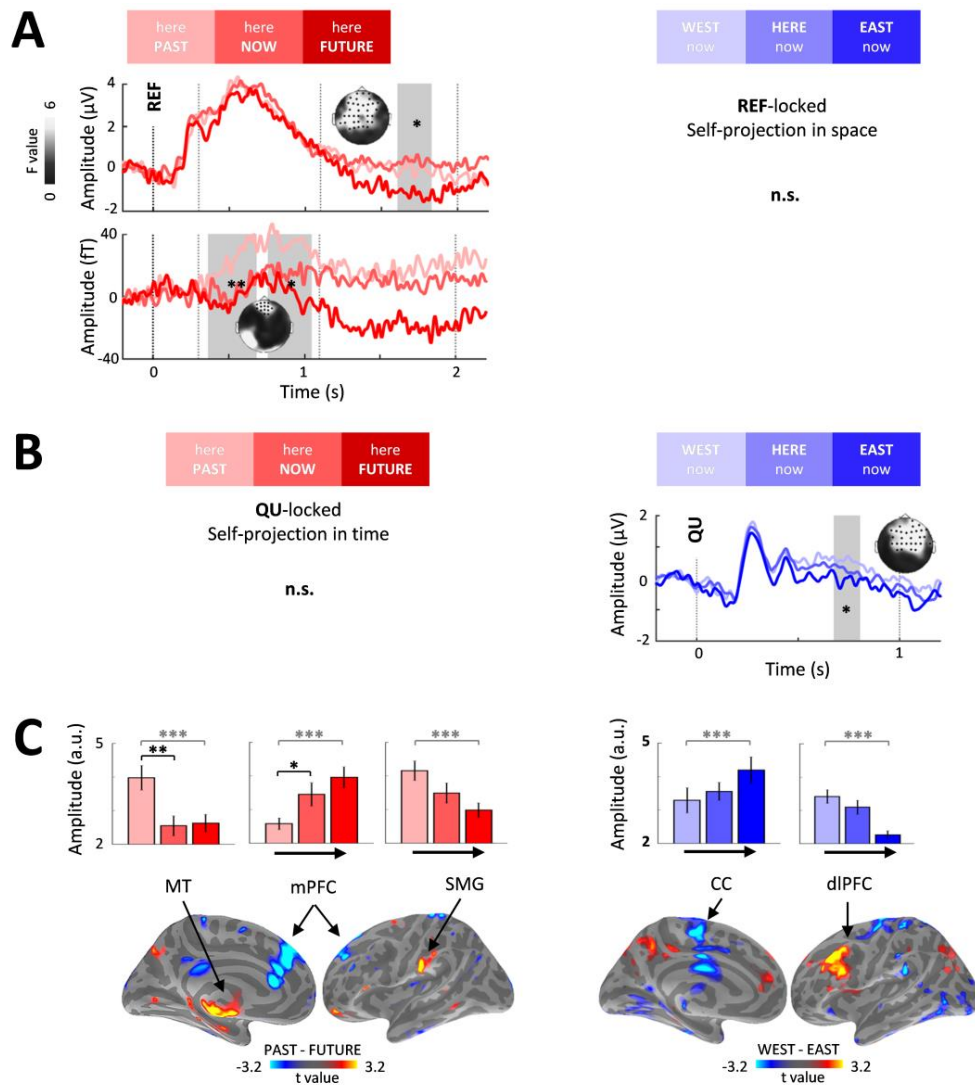 A
here here here
PAST NOW FUTURE
WEST HERE EAST
now now now
F value
0 6
Amplitude (µV)
4
2
0
-2
REF
*
REF-locked
Self-projection in space
n.s.
Amplitude (fT)
40
0
-40
** *
0 1 2
Time (s)
B
here here here
PAST NOW FUTURE
WEST HERE EAST
now now now
QU-locked
Self-projection in time
n.s.
Amplitude (µV)
2
0
-2
QU
*
0 1
Time (s)
C
Amplitude (a.u.)
5
2
***
**
***
*
***
Amplitude (a.u.)
5
2
***
***
MT mPFC SMG
CC dlPFC
PAST - FUTURE
-3.2 3.2
t value
WEST - EAST
-3.2 3.2
t value